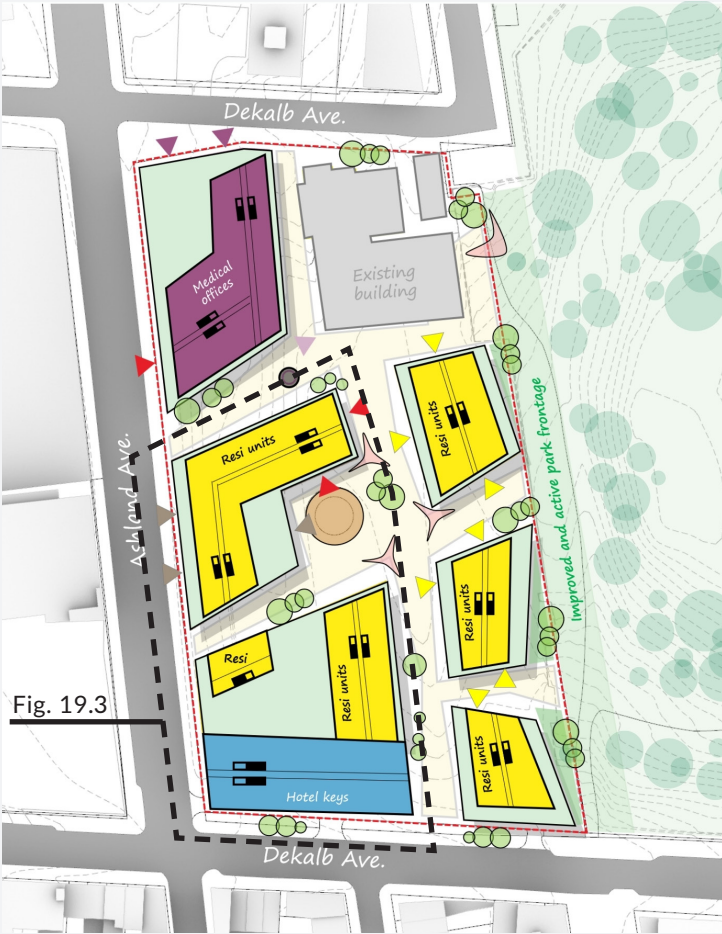 Dekalb Ave.
Medical
offices
Existing
building
Resi units
Resi units
Improved and active park frontage
Ashland Ave.
Resi units
Resi
Resi units
Fig. 19.3
Resi units
Hotel keys
Dekalb Ave.